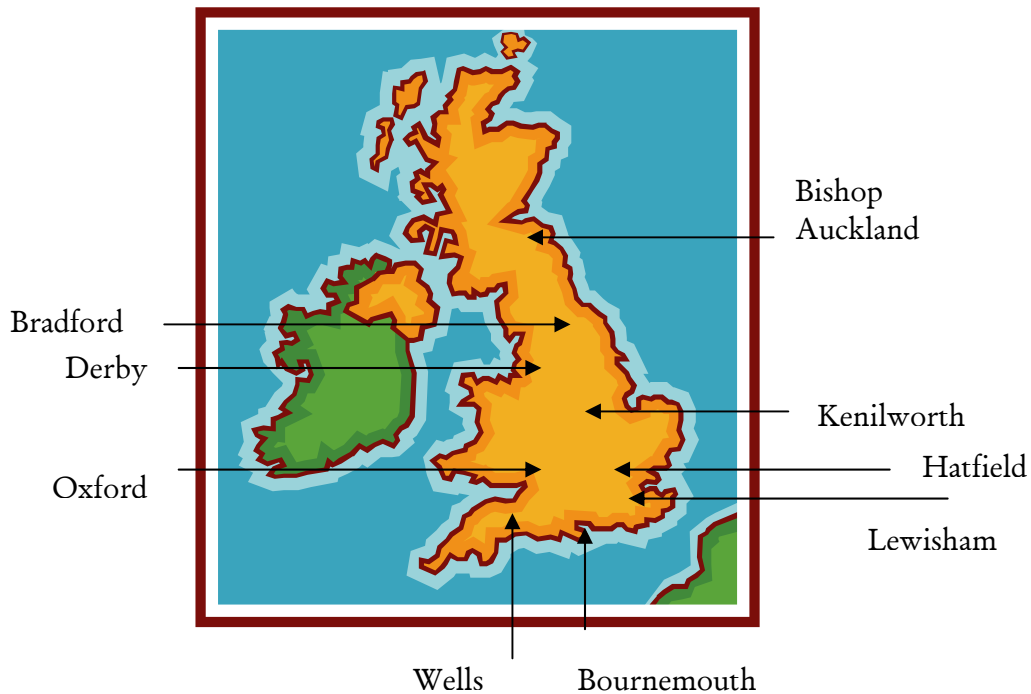 Bishop
Auckland
Bradford
Derby
Kenilworth
Hatfield
Oxford
Lewisham
Wells
Bournemouth